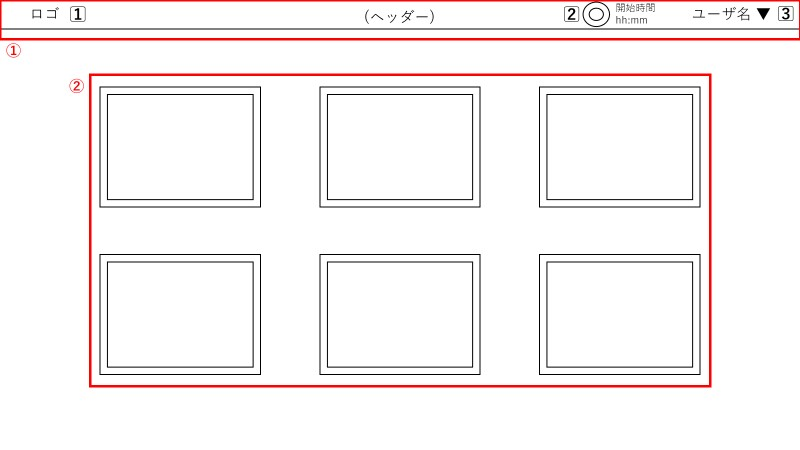 ロゴ 1
(ヘッダー)
2
開始時間
hh:mm
ユーザ名▼ 3
①
②